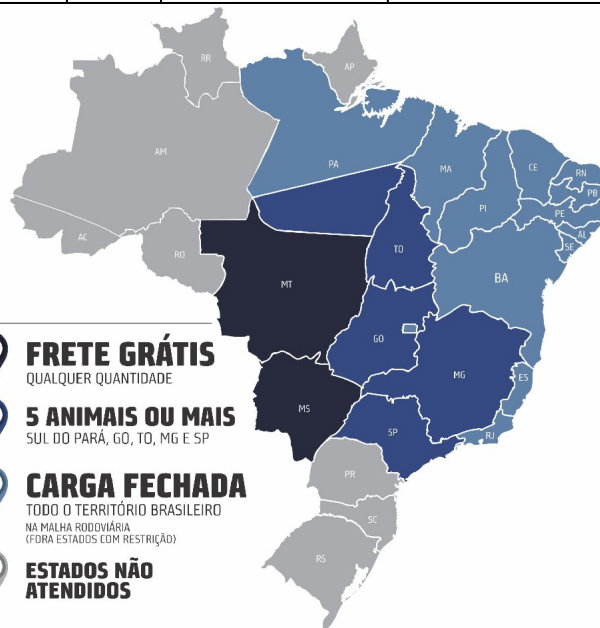 RR
AP
AM
PA
MA
CE
RN
PB
PI
PE
AL
SE
AC
RO
TO
BA
MT
GO
MG
ES
MS
SP
RJ
PR
SC
RS
FRETE GRÁTIS
QUALQUER QUANTIDADE
5 ANIMAIS OU MAIS
SUL DO PARÁ, GO, TO, MG E SP
CARGA FECHADA
TODO O TERRITÓRIO BRASILEIRO
NA MALHA RODOVIÁRIA
(FORA ESTADOS COM RESTRIÇÃO)
ESTADOS NÃO
ATENDIDOS